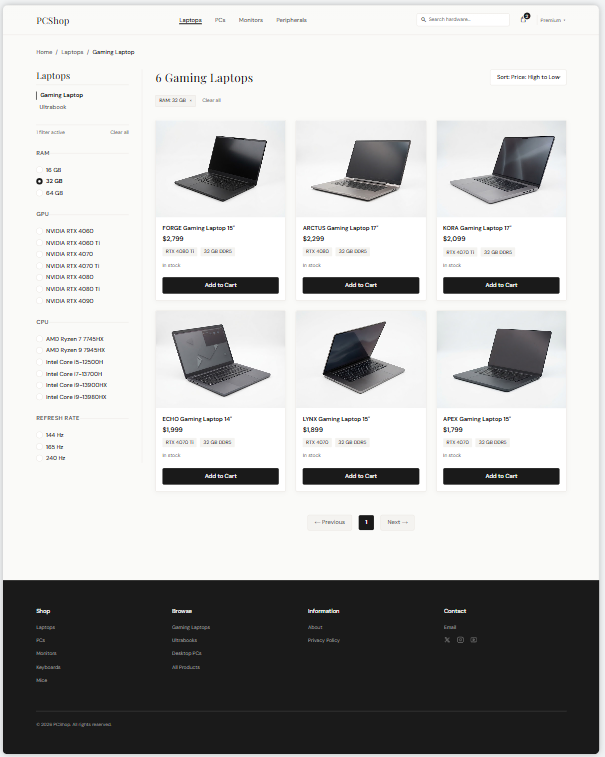 PCShop
Laptops
PCs
Monitors
Peripherals
Search hardware...
2
Premium
Home / Laptops / Gaming Laptop
Laptops
Gaming Laptop
Ultrabook
1 filter active
Clear all
RAM
16 GB
32 GB
64 GB
GPU
NVIDIA RTX 4060
NVIDIA RTX 4060 Ti
NVIDIA RTX 4070
NVIDIA RTX 4070 Ti
NVIDIA RTX 4080
NVIDIA RTX 4080 Ti
NVIDIA RTX 4090
CPU
AMD Ryzen 7 7745HX
AMD Ryzen 9 7945HX
Intel Core i5-12500H
Intel Core i7-13700H
Intel Core i9-13900HX
Intel Core i9-13980HX
REFRESH RATE
144 Hz
165 Hz
240 Hz
6 Gaming Laptops
Sort: Price: High to Low
RAM: 32 GB ×
Clear all
FORGE Gaming Laptop 15"
$2,799
RTX 4080 Ti
32 GB DDR5
In stock
Add to Cart
ARCTUS Gaming Laptop 17"
$2,299
RTX 4080
32 GB DDR5
In stock
Add to Cart
KORA Gaming Laptop 17"
$2,099
RTX 4070 Ti
32 GB DDR5
In stock
Add to Cart
ECHO Gaming Laptop 14"
$1,999
RTX 4070 Ti
32 GB DDR5
In stock
Add to Cart
LYNX Gaming Laptop 15"
$1,899
RTX 4070
32 GB DDR5
In stock
Add to Cart
APEX Gaming Laptop 15"
$1,799
RTX 4070
32 GB DDR5
In stock
Add to Cart
← Previous
1
Next →
Shop
Laptops
PCs
Monitors
Keyboards
Mice
Browse
Gaming Laptops
Ultrabooks
Desktop PCs
All Products
Information
About
Privacy Policy
Contact
Email
© 2026 PCShop. All rights reserved.